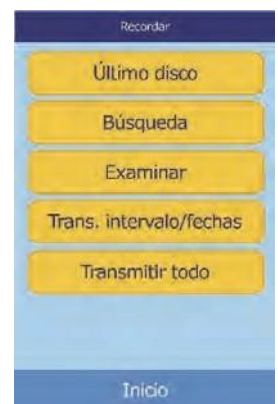 Recordar
Último disco
Búsqueda
Examinar
Trans. intervalo/fechas
Transmitir todo
Inicio